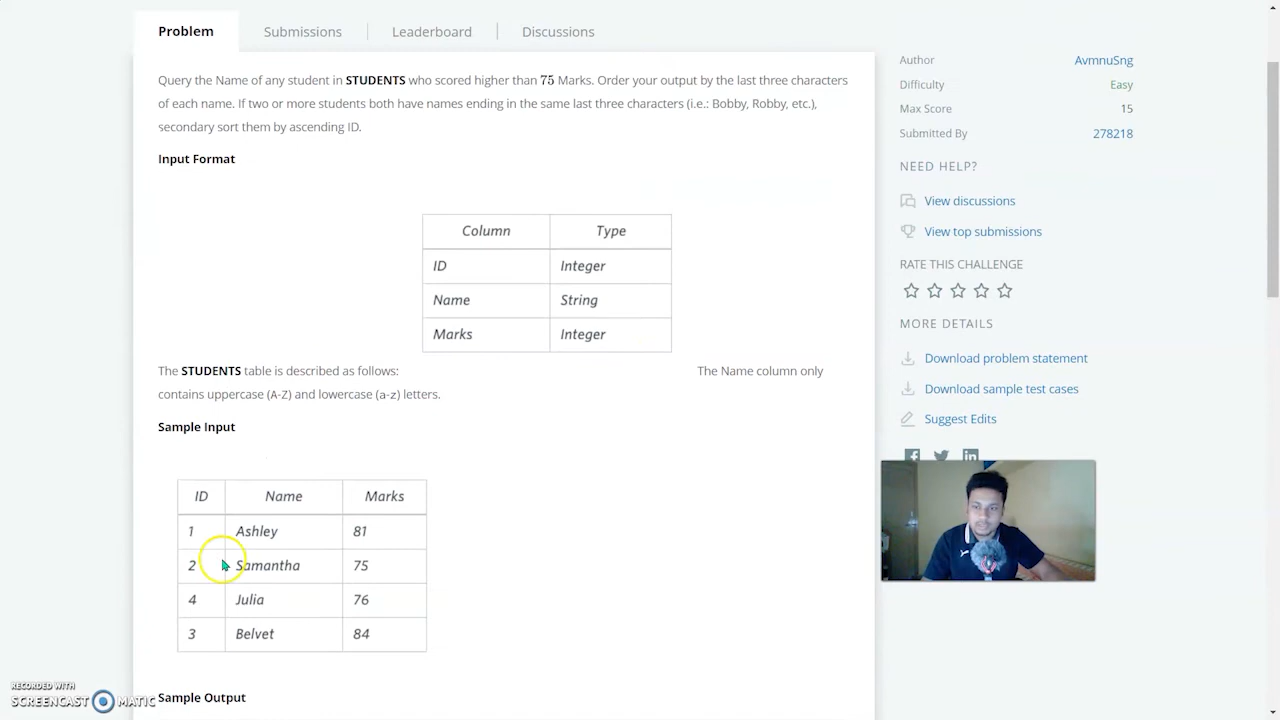 Problem
Submissions
Leaderboard
Discussions
Query the Name of any student in STUDENTS who scored higher than 75 Marks. Order your output by the last three characters
of each name. If two or more students both have names ending in the same last three characters (i.e.: Bobby, Robby, etc.),
secondary sort them by ascending ID.
Input Format
Column Type
ID Integer
Name String
Marks Integer
The STUDENTS table is described as follows: The Name column only
contains uppercase (A-Z) and lowercase (a-z) letters.
Sample Input
ID Name Marks
1 Ashley 81
2 Samantha 75
4 Julia 76
3 Belvet 84
Sample Output
Author AvmnuSng
Difficulty Easy
Max Score 15
Submitted By 278218
NEED HELP?
View discussions
View top submissions
RATE THIS CHALLENGE
MORE DETAILS
Download problem statement
Download sample test cases
Suggest Edits
RECORDED WITH
SCREENCAST MATIC